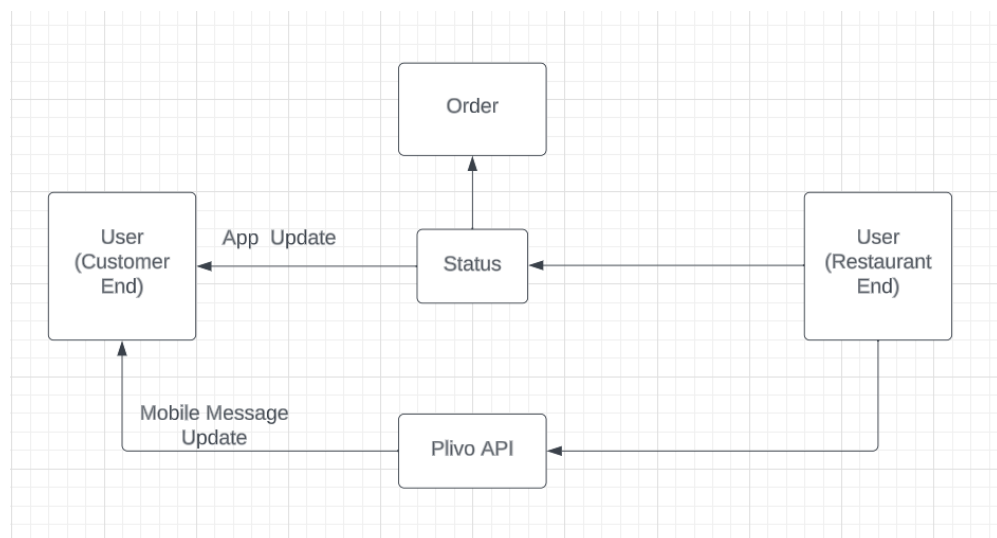 Order
User
(Customer
End)
App Update
Status
User
(Restaurant
End)
Mobile Message
Update
Plivo API